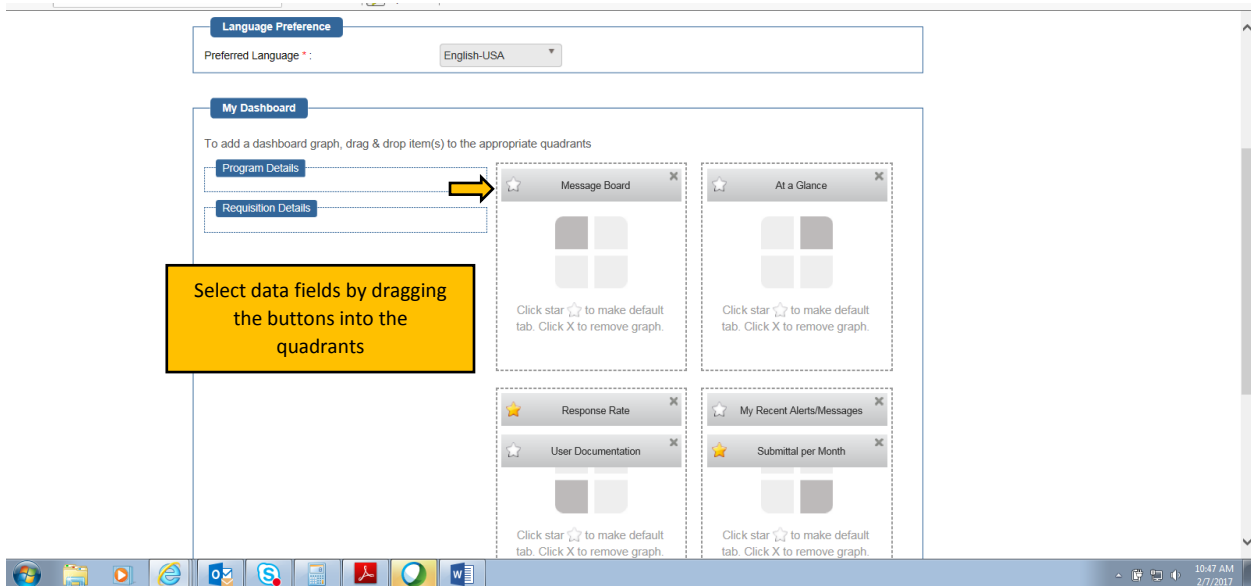 Language Preference
Preferred Language * :
English-USA
My Dashboard
To add a dashboard graph, drag & drop item(s) to the appropriate quadrants
Program Details
Requisition Details
Select data fields by dragging
the buttons into the
quadrants
Message Board
Click star to make default
tab. Click X to remove graph.
At a Glance
Click star to make default
tab. Click X to remove graph.
Response Rate
User Documentation
Click star to make default
tab. Click X to remove graph.
My Recent Alerts/Messages
Submittal per Month
Click star to make default
tab. Click X to remove graph.
10:47 AM
2/7/2017